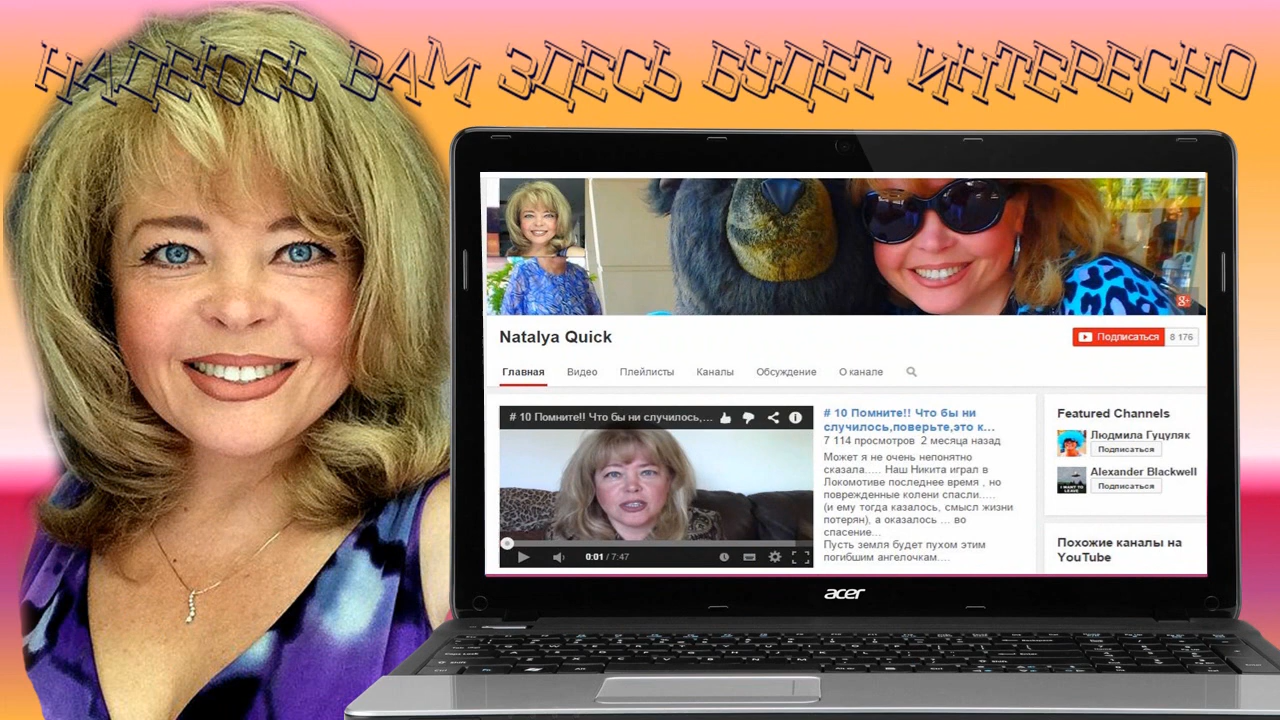 НАДЕЮСЬ ВАМ ЗДЕСЬ БУДЕТ ИНТЕРЕСНО
Natalya Quick
Подписаться 8 176
Главная Видео Плейлисты Каналы Обсуждение О канале
# 10 Помните!! Что бы ни случилось,...
0:01 / 7:47
# 10 Помните!! Что бы ни
случилось,поверьте,это к...
7 114 просмотров 2 месяца назад
Может я не очень непонятно
сказала..... Наш Никита играл в
Локомотиве последнее время , но
поврежденные колени спасли.....
(и ему тогда казалось, смысл жизни
потерян), а оказалось ... во
спасение...
Пусть земля будет пухом этим
погибшим ангелочкам....
Featured Channels
Людмила Гуцуляк
Подписаться
Alexander Blackwell
Подписаться
Похожие каналы на
YouTube
acer